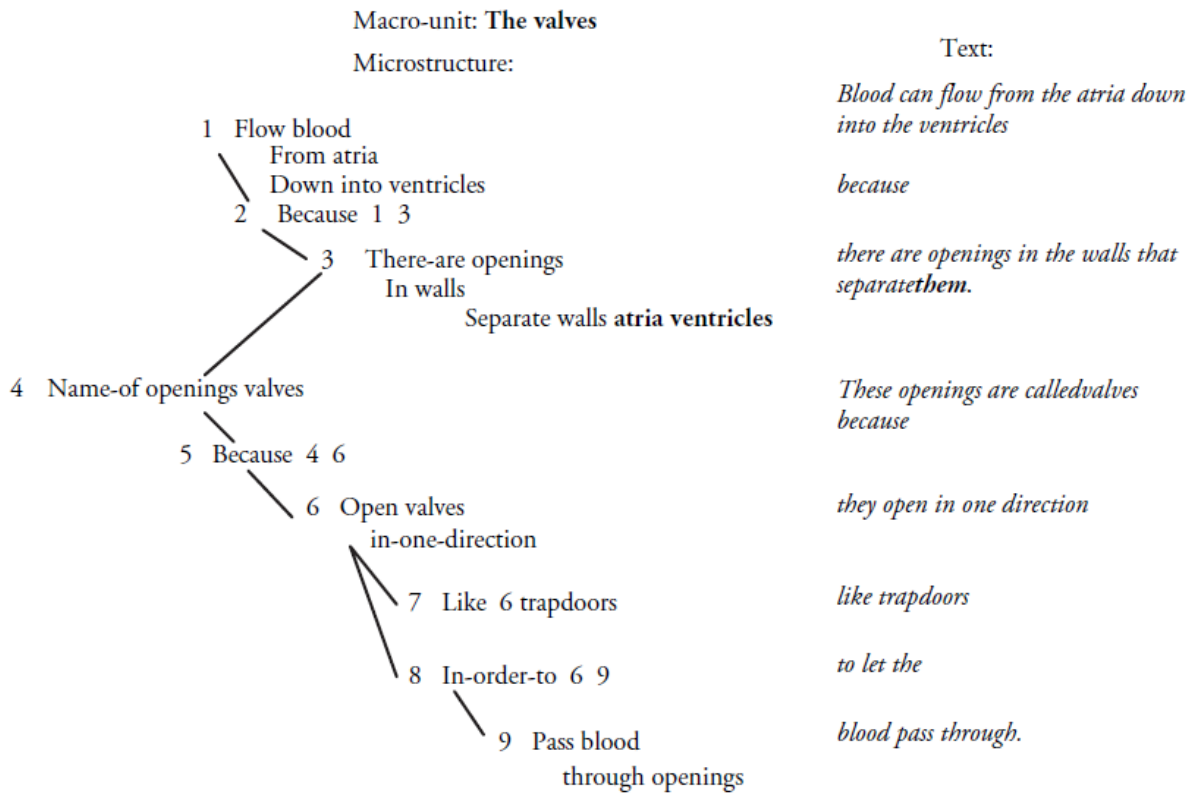 Macro-unit: The valves
Microstructure:
Text:
1 Flow blood
From atria
Down into ventricles
2 Because 1 3
3 There-are openings
In walls
Separate walls atria ventricles
4 Name-of openings valves
5 Because 4 6
6 Open valves
in-one-direction
7 Like 6 trapdoors
8 In-order-to 6 9
9 Pass blood
through openings
Blood can flow from the atria down
into the ventricles
because
there are openings in the walls that
separatethem.
These openings are calledvalves
because
they open in one direction
like trapdoors
to let the
blood pass through.